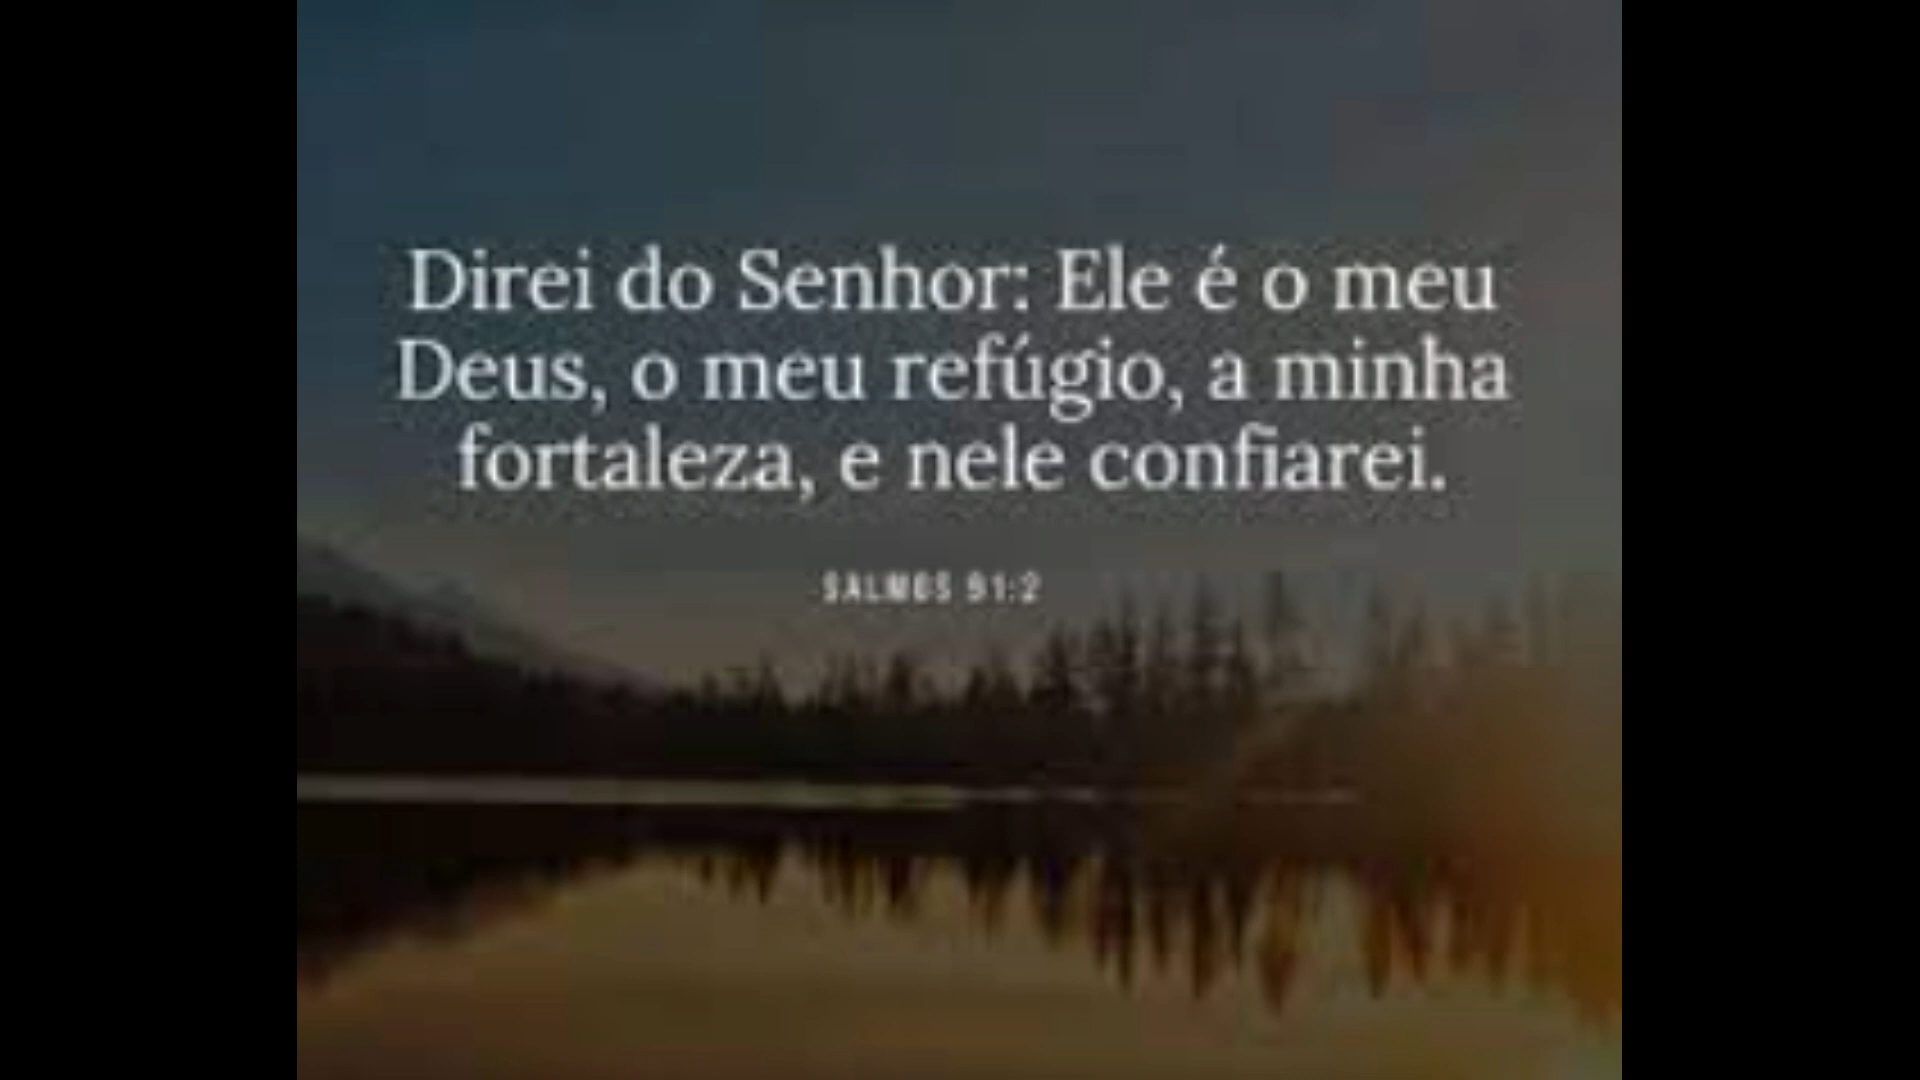 Direi do Senhor: Ele é o meu
Deus, o meu refúgio, a minha
fortaleza, e nele confiarei.
SALMOS 91:2